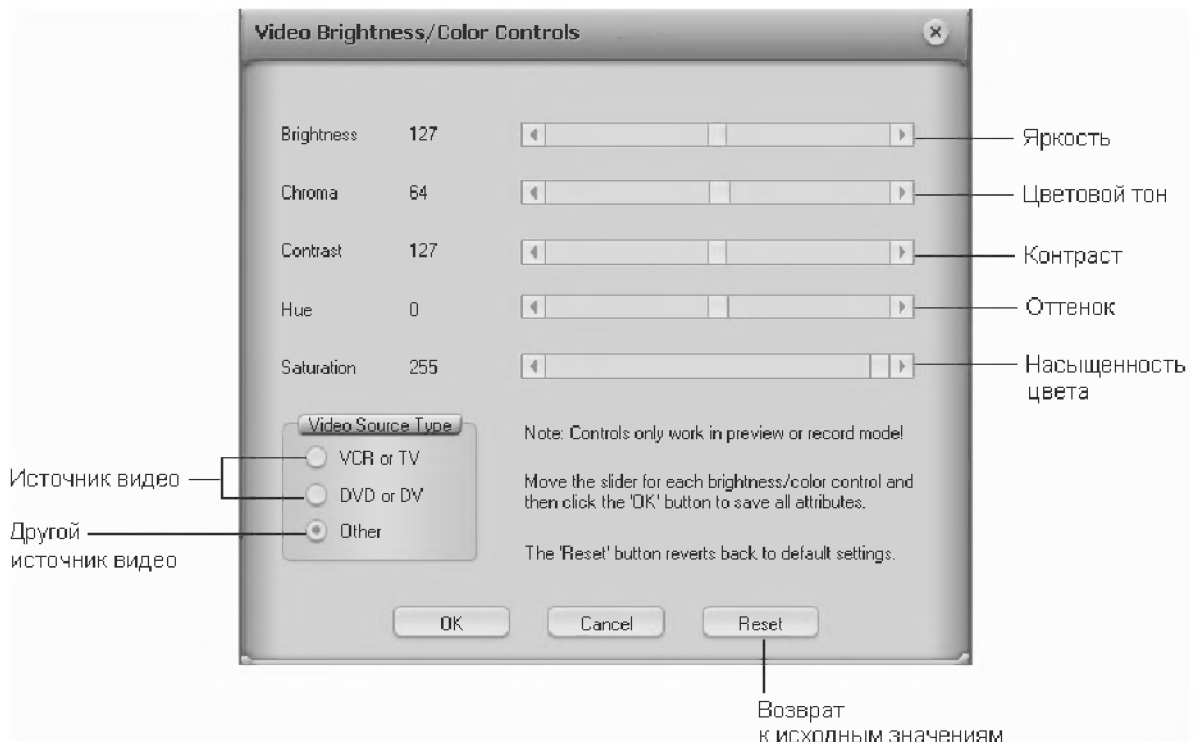 Video Brightness/Color Controls
Brightness 127
Яркость
Chroma 64
Цветовой тон
Contrast 127
Контраст
Hue 0
Оттенок
Saturation 255
Насыщенность
цвета
Video Source Type
VCR or TV
DVD or DV
Other
Источник видео
Другой
источник видео
Note: Controls only work in preview or record mode!
Move the slider for each brightness/color control and
then click the 'OK' button to save all attributes.
The 'Reset' button reverts back to default settings.
OK
Cancel
Reset
Возврат
к исходным значениям